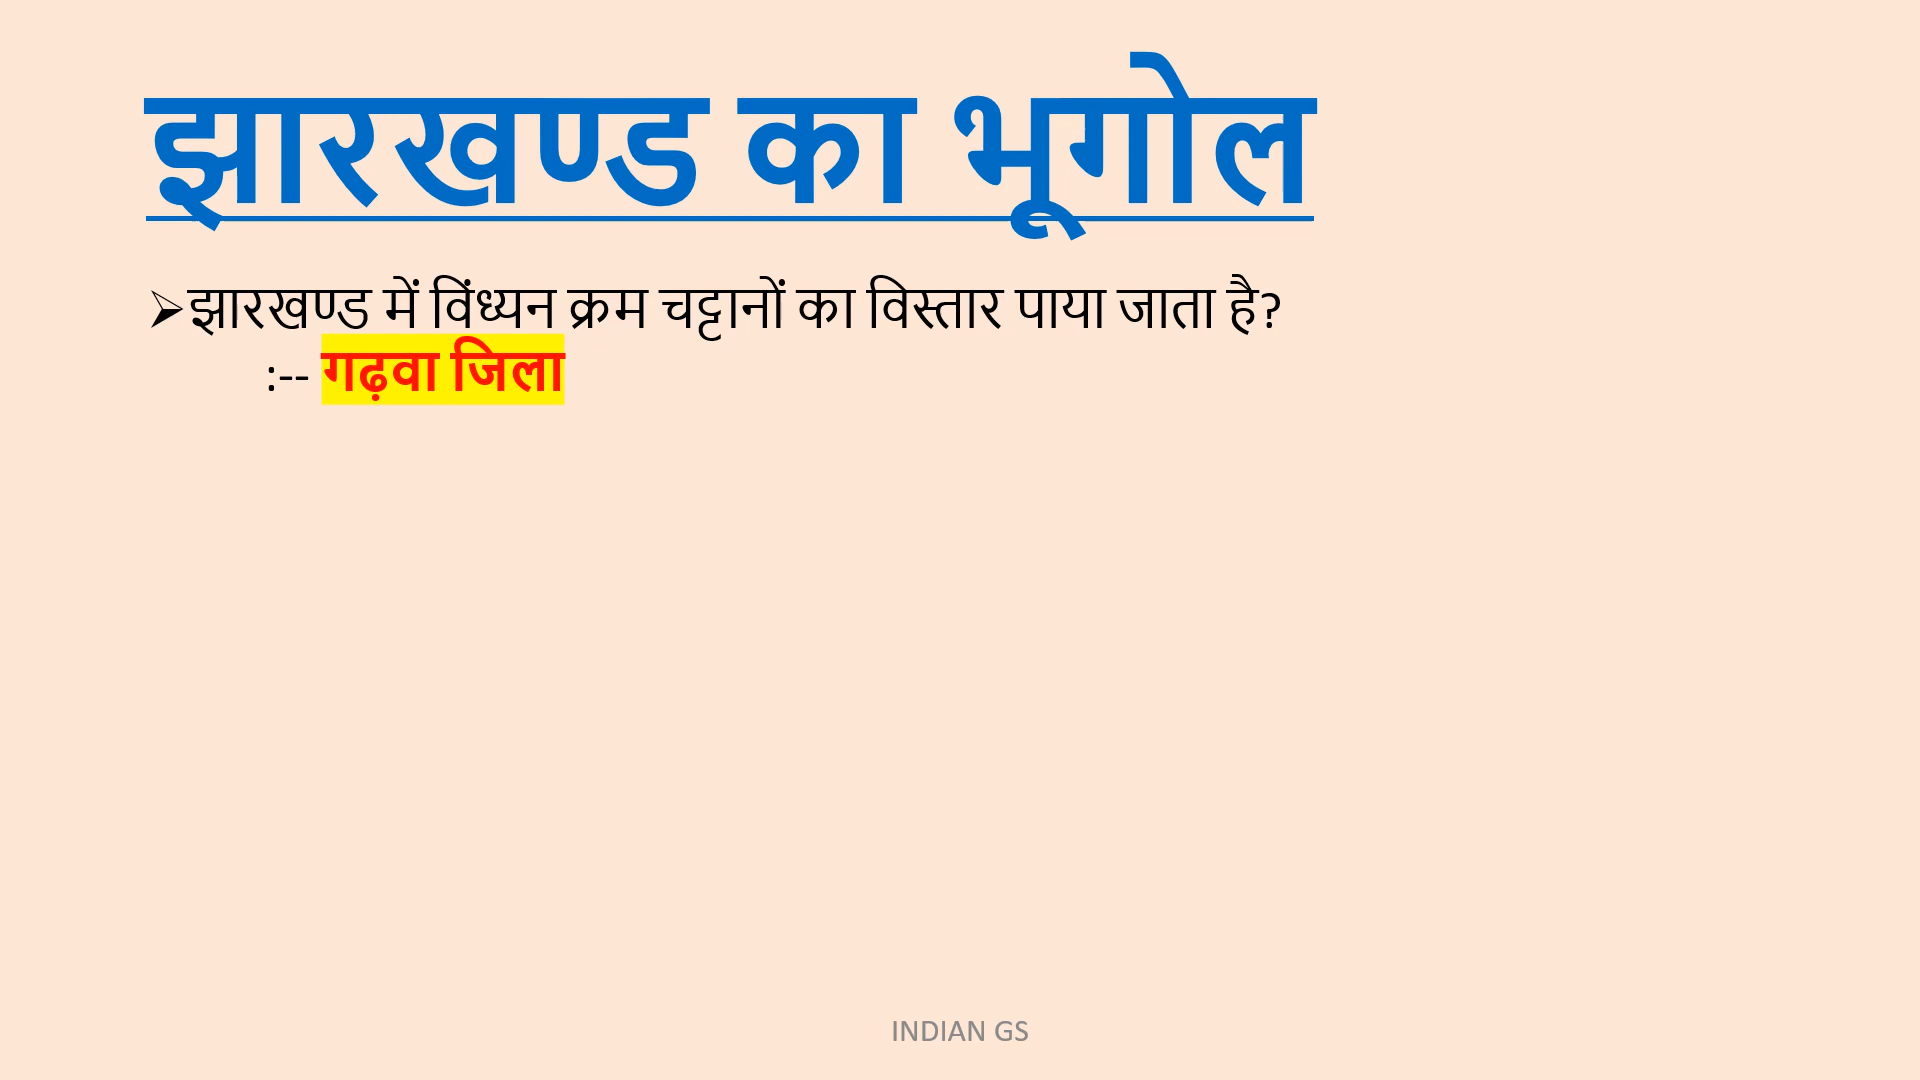 झारखण्ड का भूगोल
➢झारखण्ड में विंध्यन क्रम चट्टानों का विस्तार पाया जाता है?
:-- गढ़वा जिला
INDIAN GS